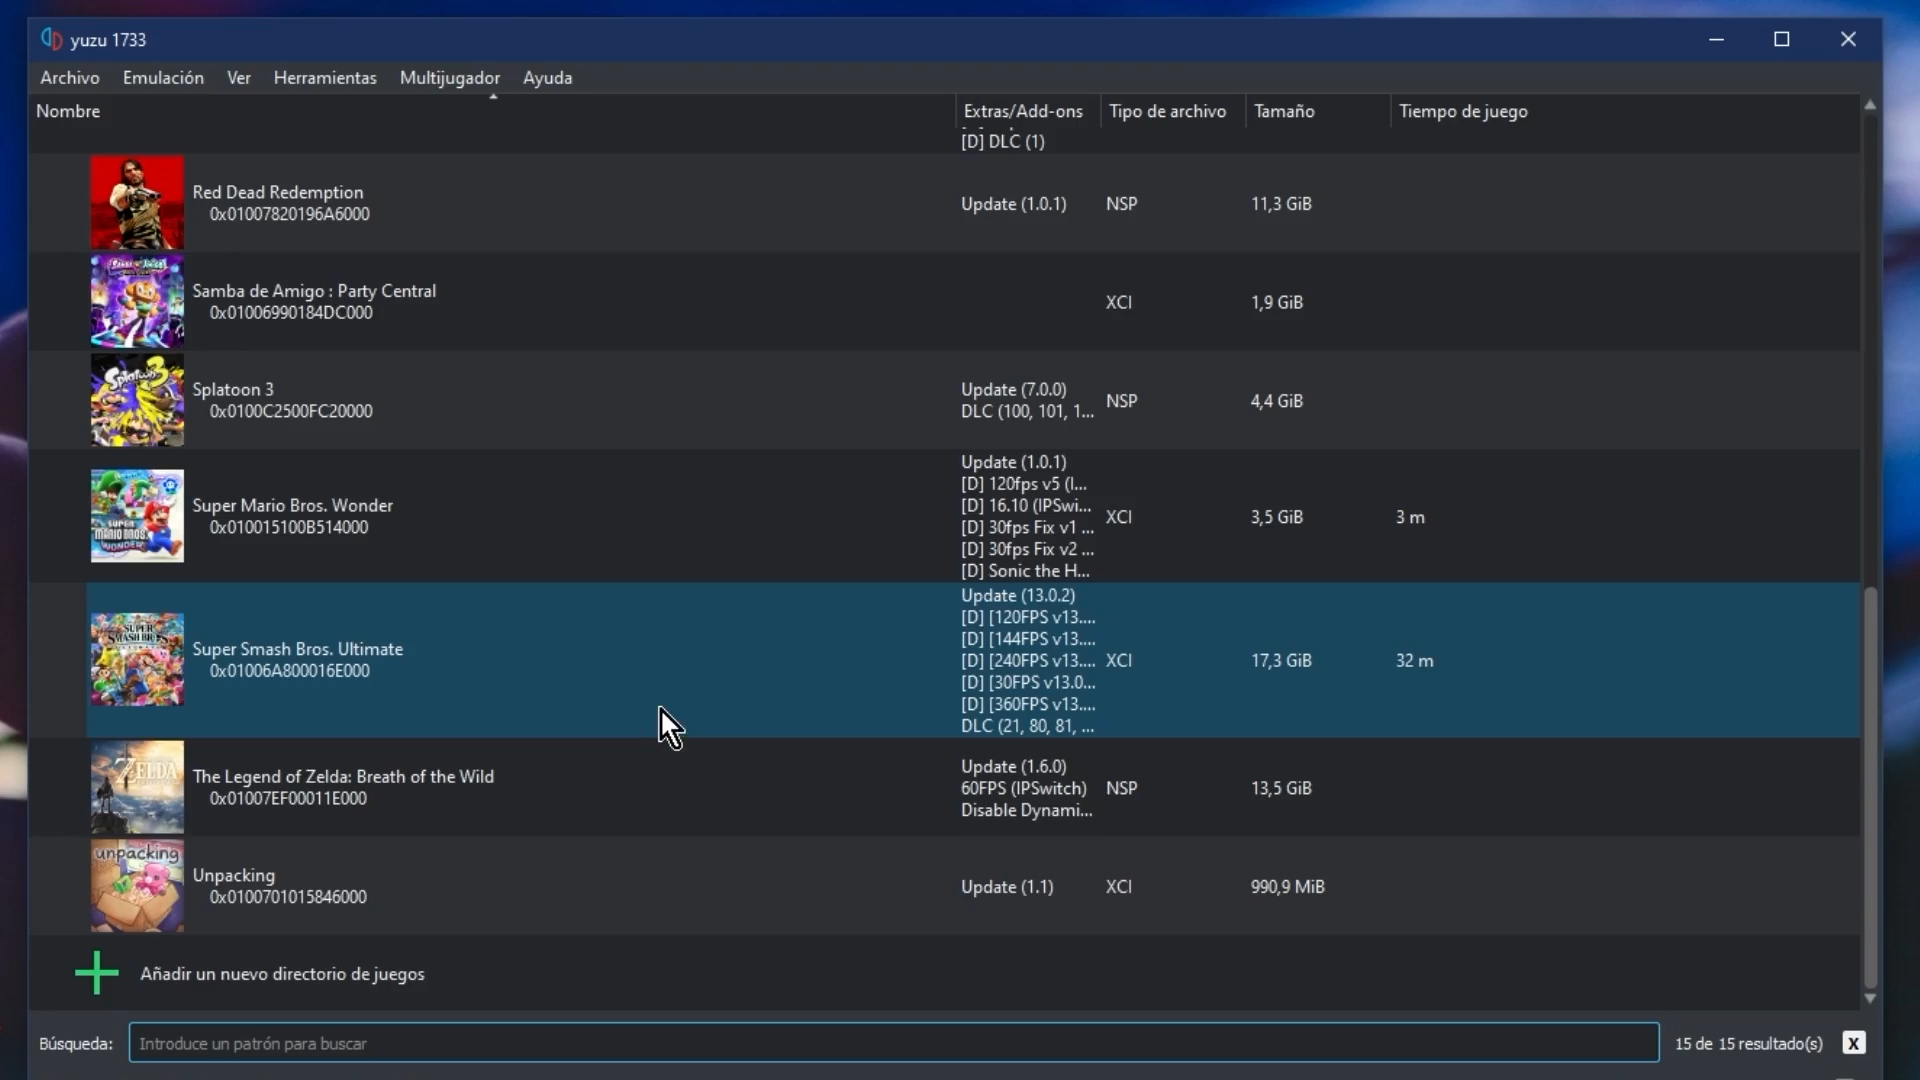 yuzu 1733
Archivo Emulación Ver Herramientas Multijugador Ayuda
Nombre Extras/Add-ons Tipo de archivo Tamaño Tiempo de juego
[D] DLC (1)
Red Dead Redemption
0x01007820196A6000
Update (1.0.1) NSP 11,3 GiB
Samba de Amigo : Party Central
0x01006990184DC000
XCI 1,9 GiB
Splatoon 3
0x0100C2500FC20000
Update (7.0.0)
DLC (100, 101, 1...
NSP 4,4 GiB
SUPER
MARIO BROS.
WONDER
Super Mario Bros. Wonder
0x010015100B514000
Update (1.0.1)
[D] 120fps v5 (I...
[D] 16.10 (IPSwi...
[D] 30fps Fix v1 ...
[D] 30fps Fix v2 ...
[D] Sonic the H...
XCI 3,5 GiB 3 m
SUPER
SMASH BROS.
Super Smash Bros. Ultimate
0x01006A800016E000
Update (13.0.2)
[D] [120FPS v13....
[D] [144FPS v13....
[D] [240FPS v13....
[D] [30FPS v13.0...
[D] [360FPS v13....
DLC (21, 80, 81, ...
XCI 17,3 GiB 32 m
ZELDA
The Legend of Zelda: Breath of the Wild
0x01007EF00011E000
Update (1.6.0)
60FPS (IPSwitch)
Disable Dynami...
NSP 13,5 GiB
unpacking
Unpacking
0x0100701015846000
Update (1.1) XCI 990,9 MiB
Añadir un nuevo directorio de juegos
Búsqueda: Introduce un patrón para buscar 15 de 15 resultado(s) X